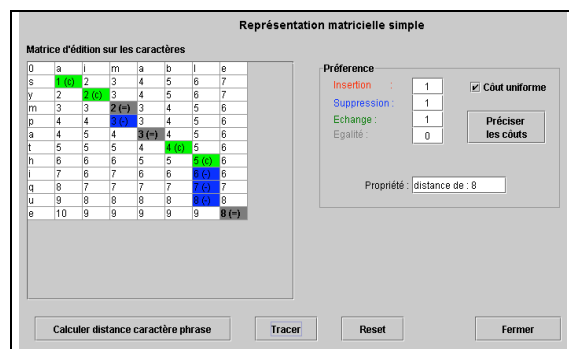 Représentation matricielle simple
Matrice d'édition sur les caractères
0 a i m a b l e
s 1 (c) 2 3 4 5 6 7
y 2 2 (c) 3 4 5 6 7
m 3 3 2 (=) 3 4 5 6
p 4 4 3 (-) 3 4 5 6
a 4 5 4 3 (=) 4 5 6
t 5 5 5 4 4 (c) 5 6
h 6 6 6 5 5 5 (c) 6
i 7 6 7 6 6 6 (-) 6
q 8 7 7 7 7 7 (-) 7
u 9 8 8 8 8 8 (-) 8
e 10 9 9 9 9 9 8 (=)
Préference
Insertion : 1
Suppression : 1
Echange : 1
Egalité : 0
Côut uniforme
Préciser
les côuts
Propriété : distance de : 8
Calculer distance caractère phrase
Tracer
Reset
Fermer